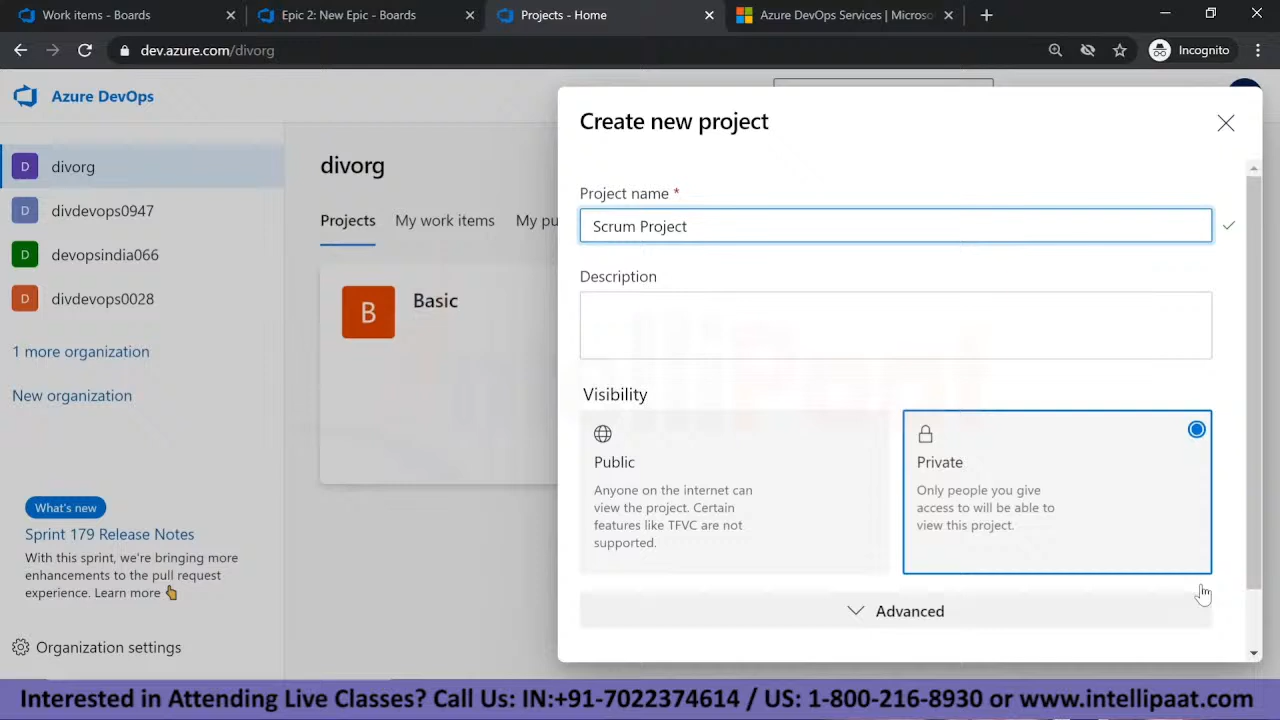 Work items - Boards
Epic 2: New Epic - Boards
Projects - Home
Azure DevOps Services | Microso
dev.azure.com/divorg
Incognito
Azure DevOps
D divorg
D divdevops0947
D devopsindia066
D divdevops0028
1 more organization
New organization
What's new
Sprint 179 Release Notes
With this sprint, we're bringing more
enhancements to the pull request
experience. Learn more
Organization settings
divorg
Projects My work items My pu
B Basic
Create new project
Project name *
Scrum Project
Description
Visibility
Public
Anyone on the internet can
view the project. Certain
features like TFVC are not
supported.
Private
Only people you give
access to will be able to
view this project.
Advanced
IntelliPaat
Interested in Attending Live Classes? Call Us: IN:+91-7022374614 / US: 1-800-216-8930 or www.intellipaat.com